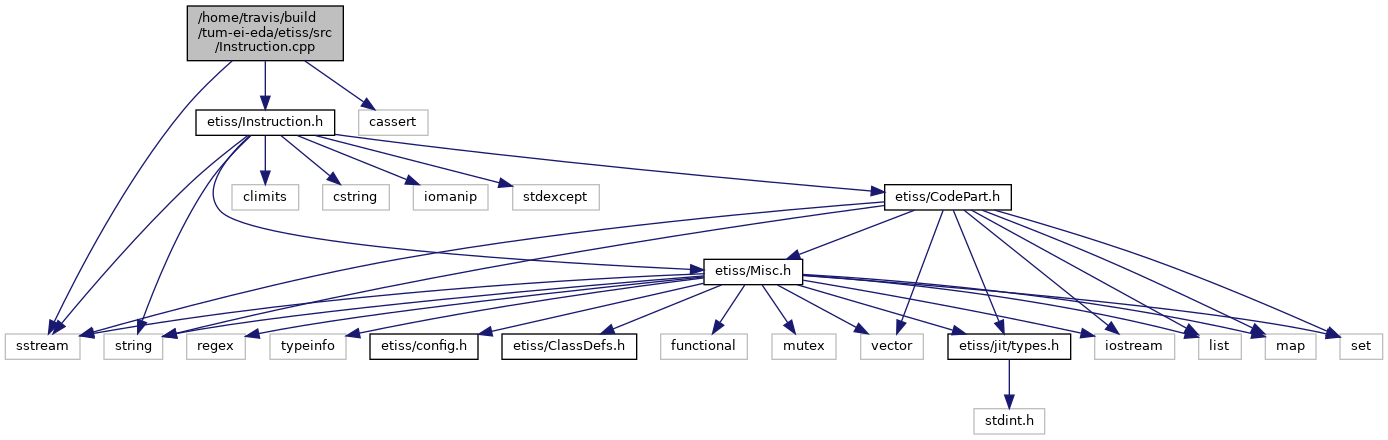 /home/travis/build
/tum-ei-eda/etiss/src
/Instruction.cpp
etiss/Instruction.h
cassert
climits
cstring
iomanip
stdexcept
etiss/CodePart.h
etiss/Misc.h
sstream
string
regex
typeinfo
etiss/config.h
etiss/ClassDefs.h
functional
mutex
vector
etiss/jit/types.h
iostream
list
map
set
stdint.h